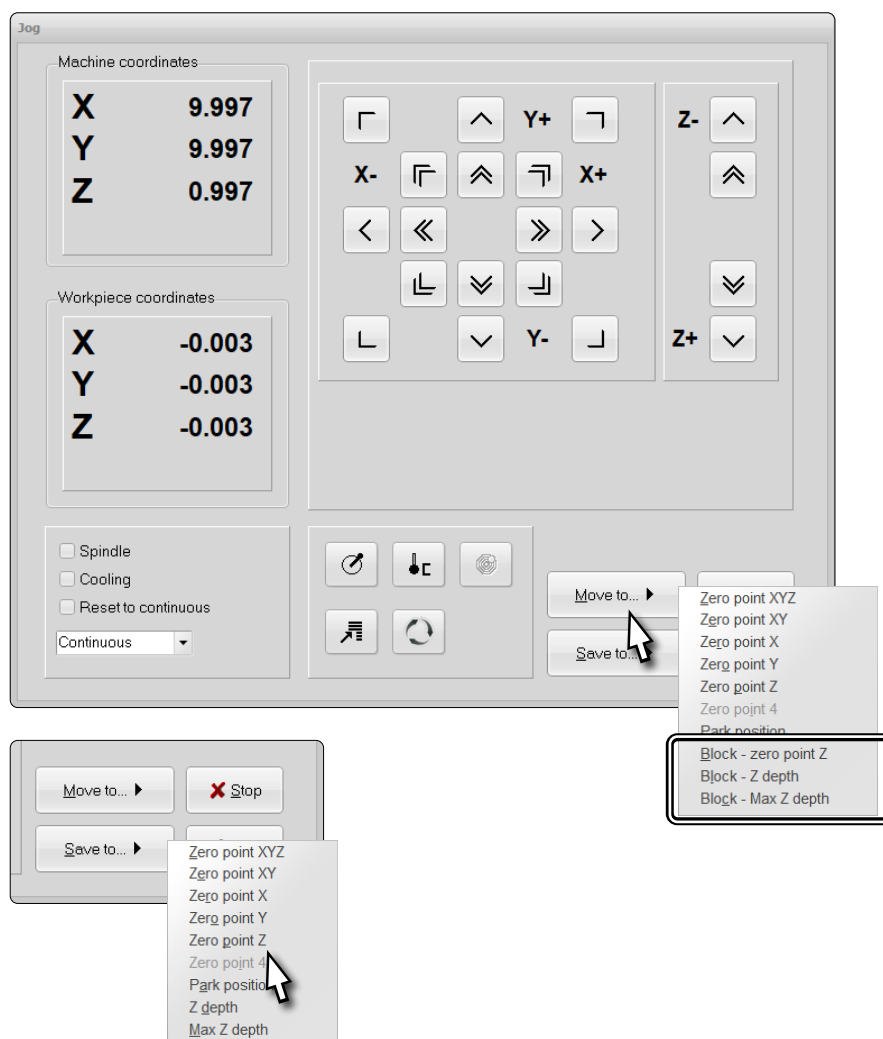 Jog
Machine coordinates
X 9.997
Y 9.997
Z 0.997
Workpiece coordinates
X -0.003
Y -0.003
Z -0.003
Y+
X- X+
Y-
Z-
Z+
Spindle
Cooling
Reset to continuous
Continuous
Move to...
Save to...
Zero point XYZ
Zero point XY
Zero point X
Zero point Y
Zero point Z
Zero point 4
Park position
Block - zero point Z
Block - Z depth
Block - Max Z depth
Move to... Stop
Save to...
Zero point XYZ
Zero point XY
Zero point X
Zero point Y
Zero point Z
Zero point 4
Park position
Z depth
Max Z depth